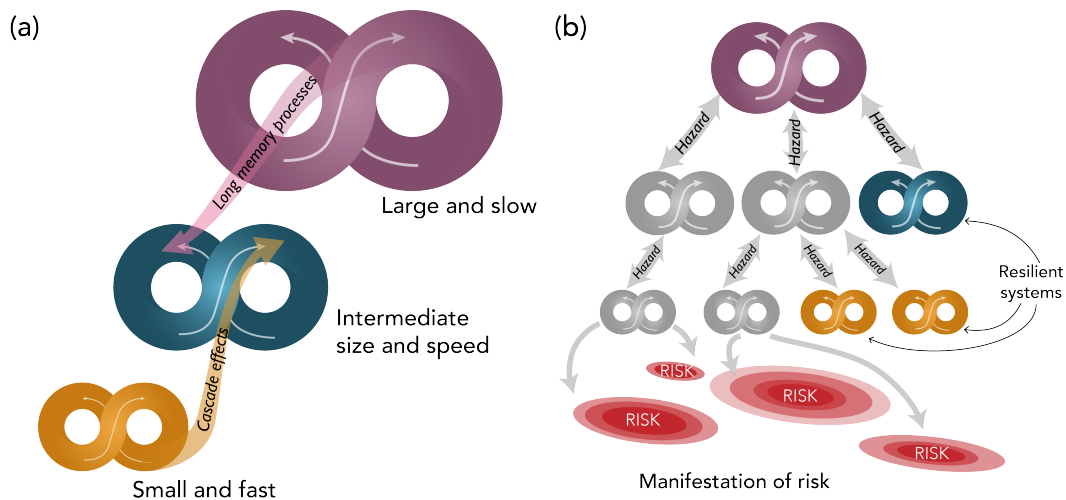 (a)
Long memory processes
Large and slow
Intermediate
size and speed
Cascade effects
Small and fast
(b)
Hazard
Hazard
Hazard
Hazard
Hazard
Hazard
Hazard
Resilient
systems
RISK
RISK
RISK
RISK
Manifestation of risk